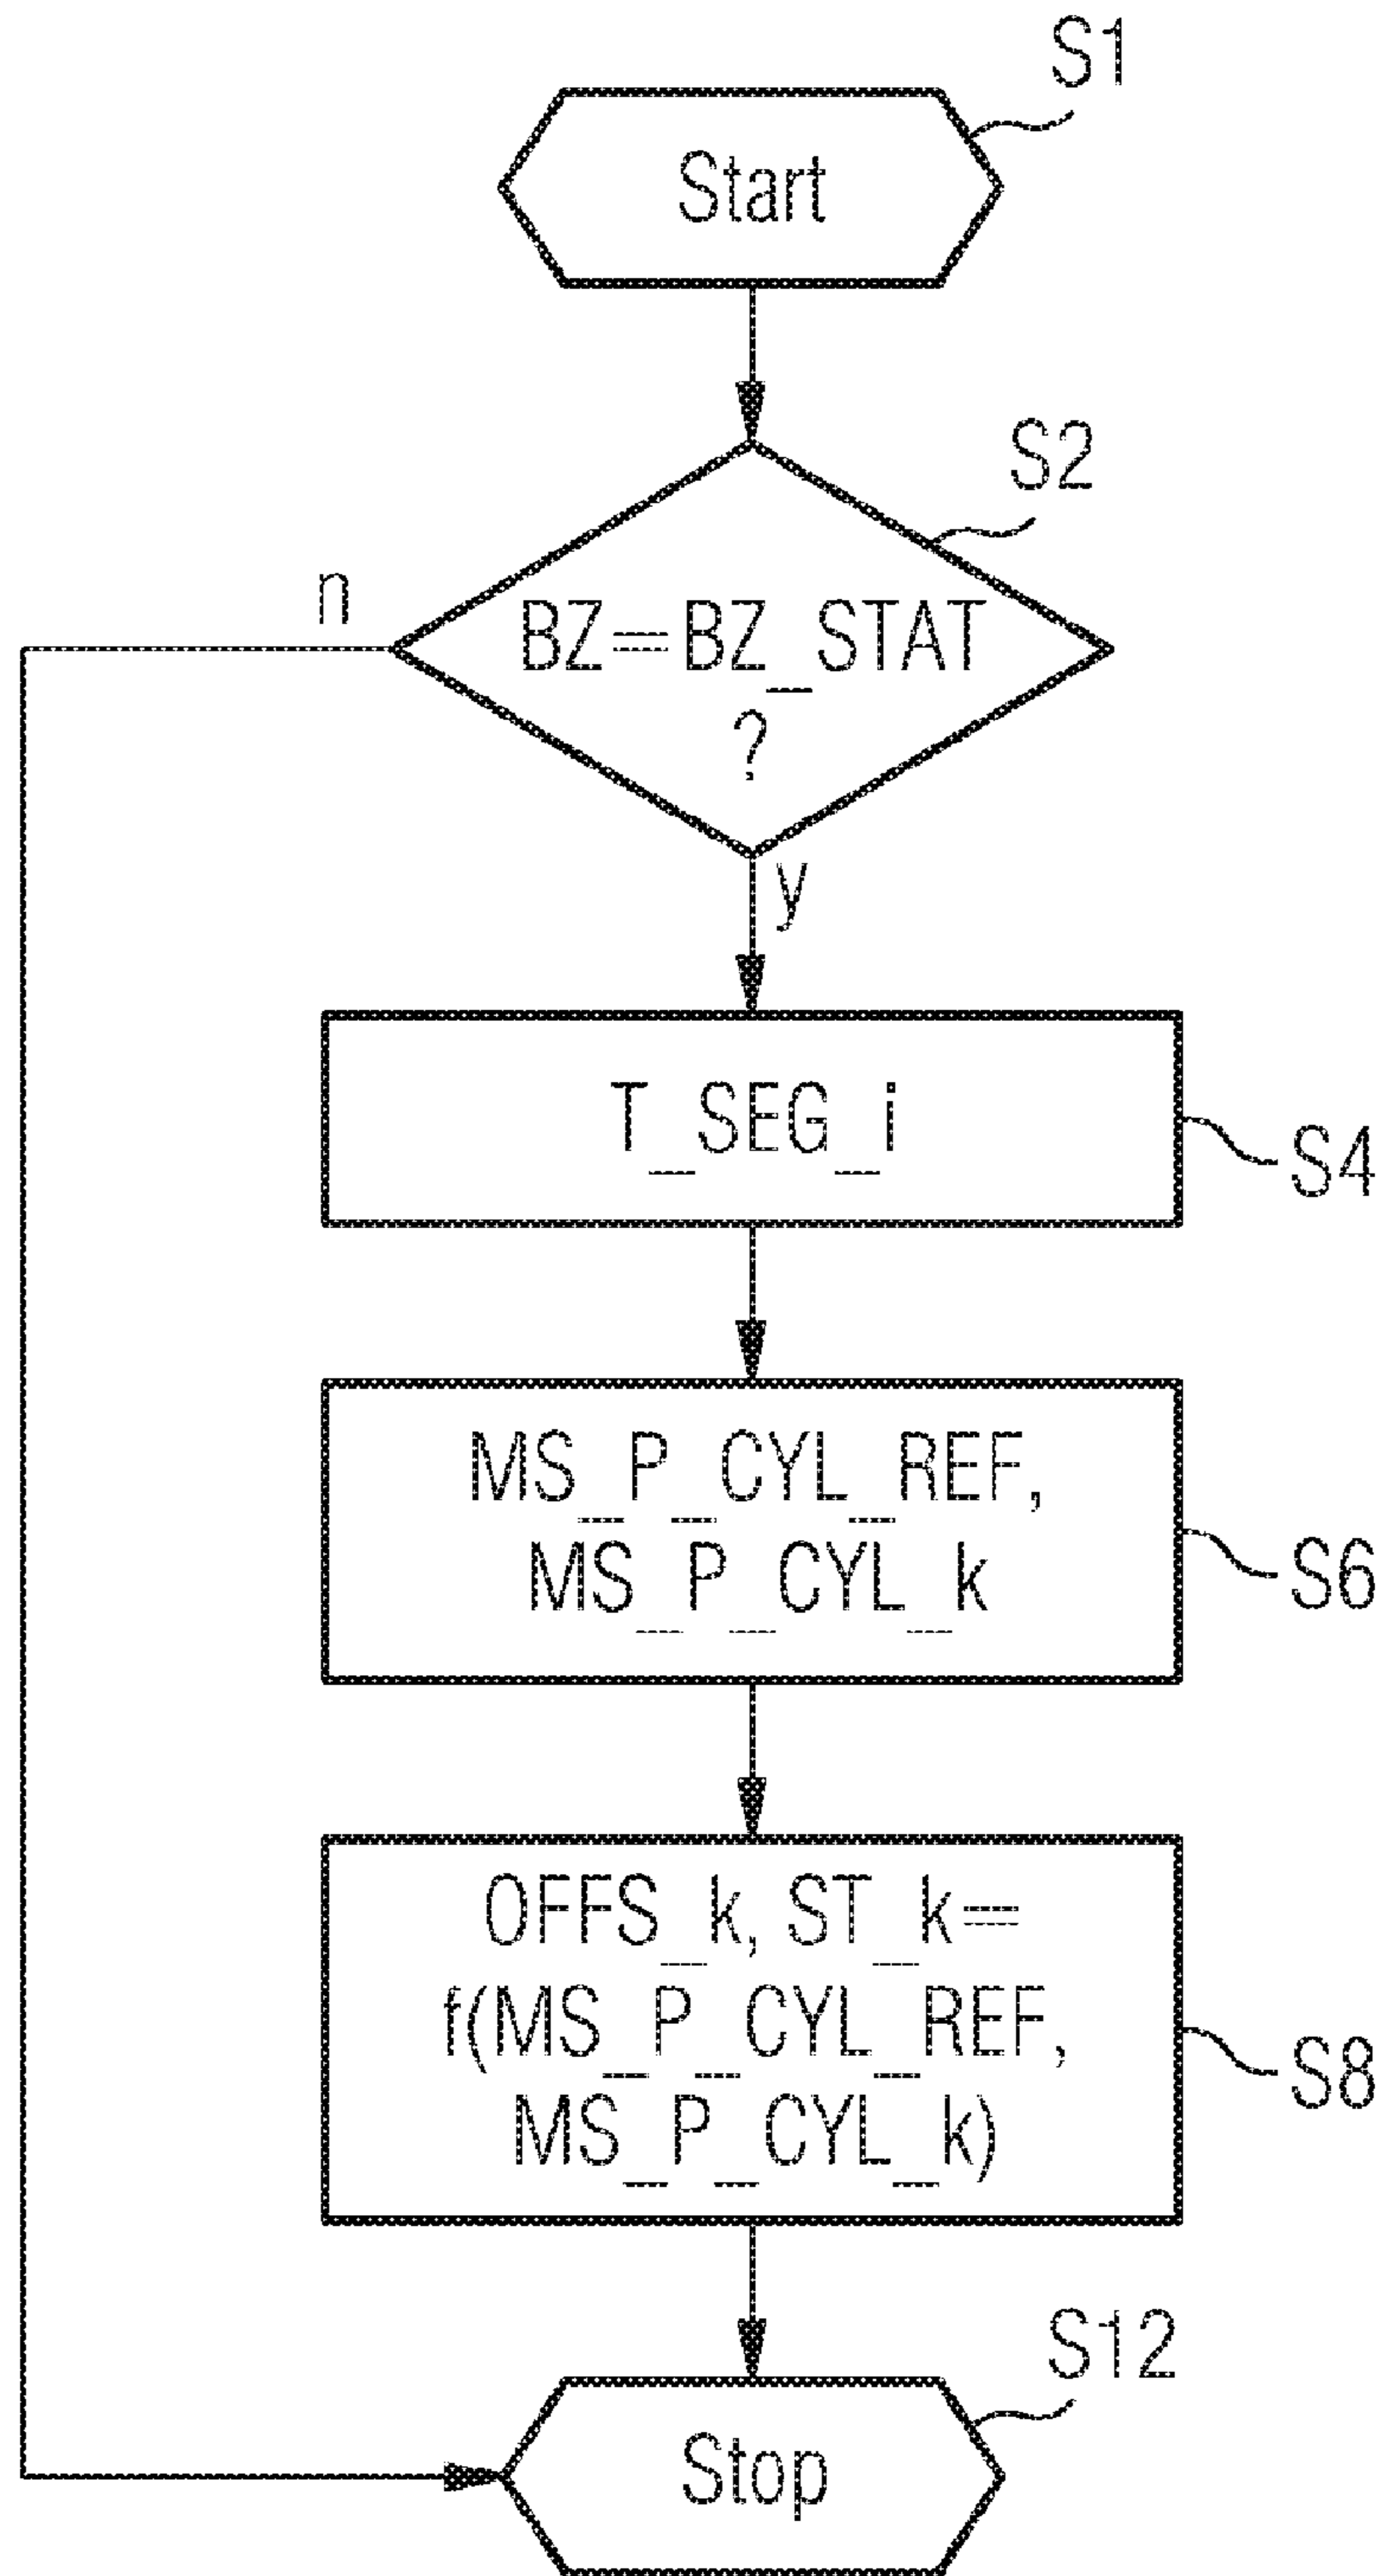 S1
Start
S2
n
BZ=BZ_STAT
?
y
T_SEG_i
S4
MS_P_CYL_REF,
MS_P_CYL_k
S6
OFFS_k, ST_k=
f(MS_P_CYL_REF,
MS_P_CYL_k)
S8
S12
Stop